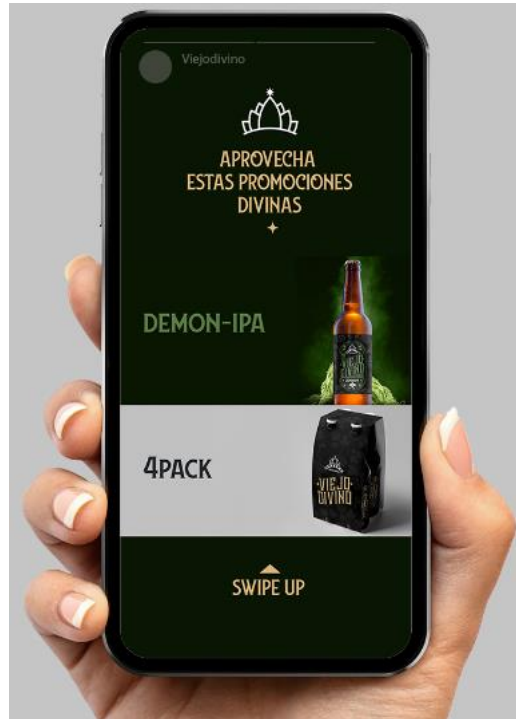 Viejodivino
APROVECHA
ESTAS PROMOCIONES
DIVINAS
DEMON-IPA
4PACK
VIEJO
DIVINO
SWIPE UP